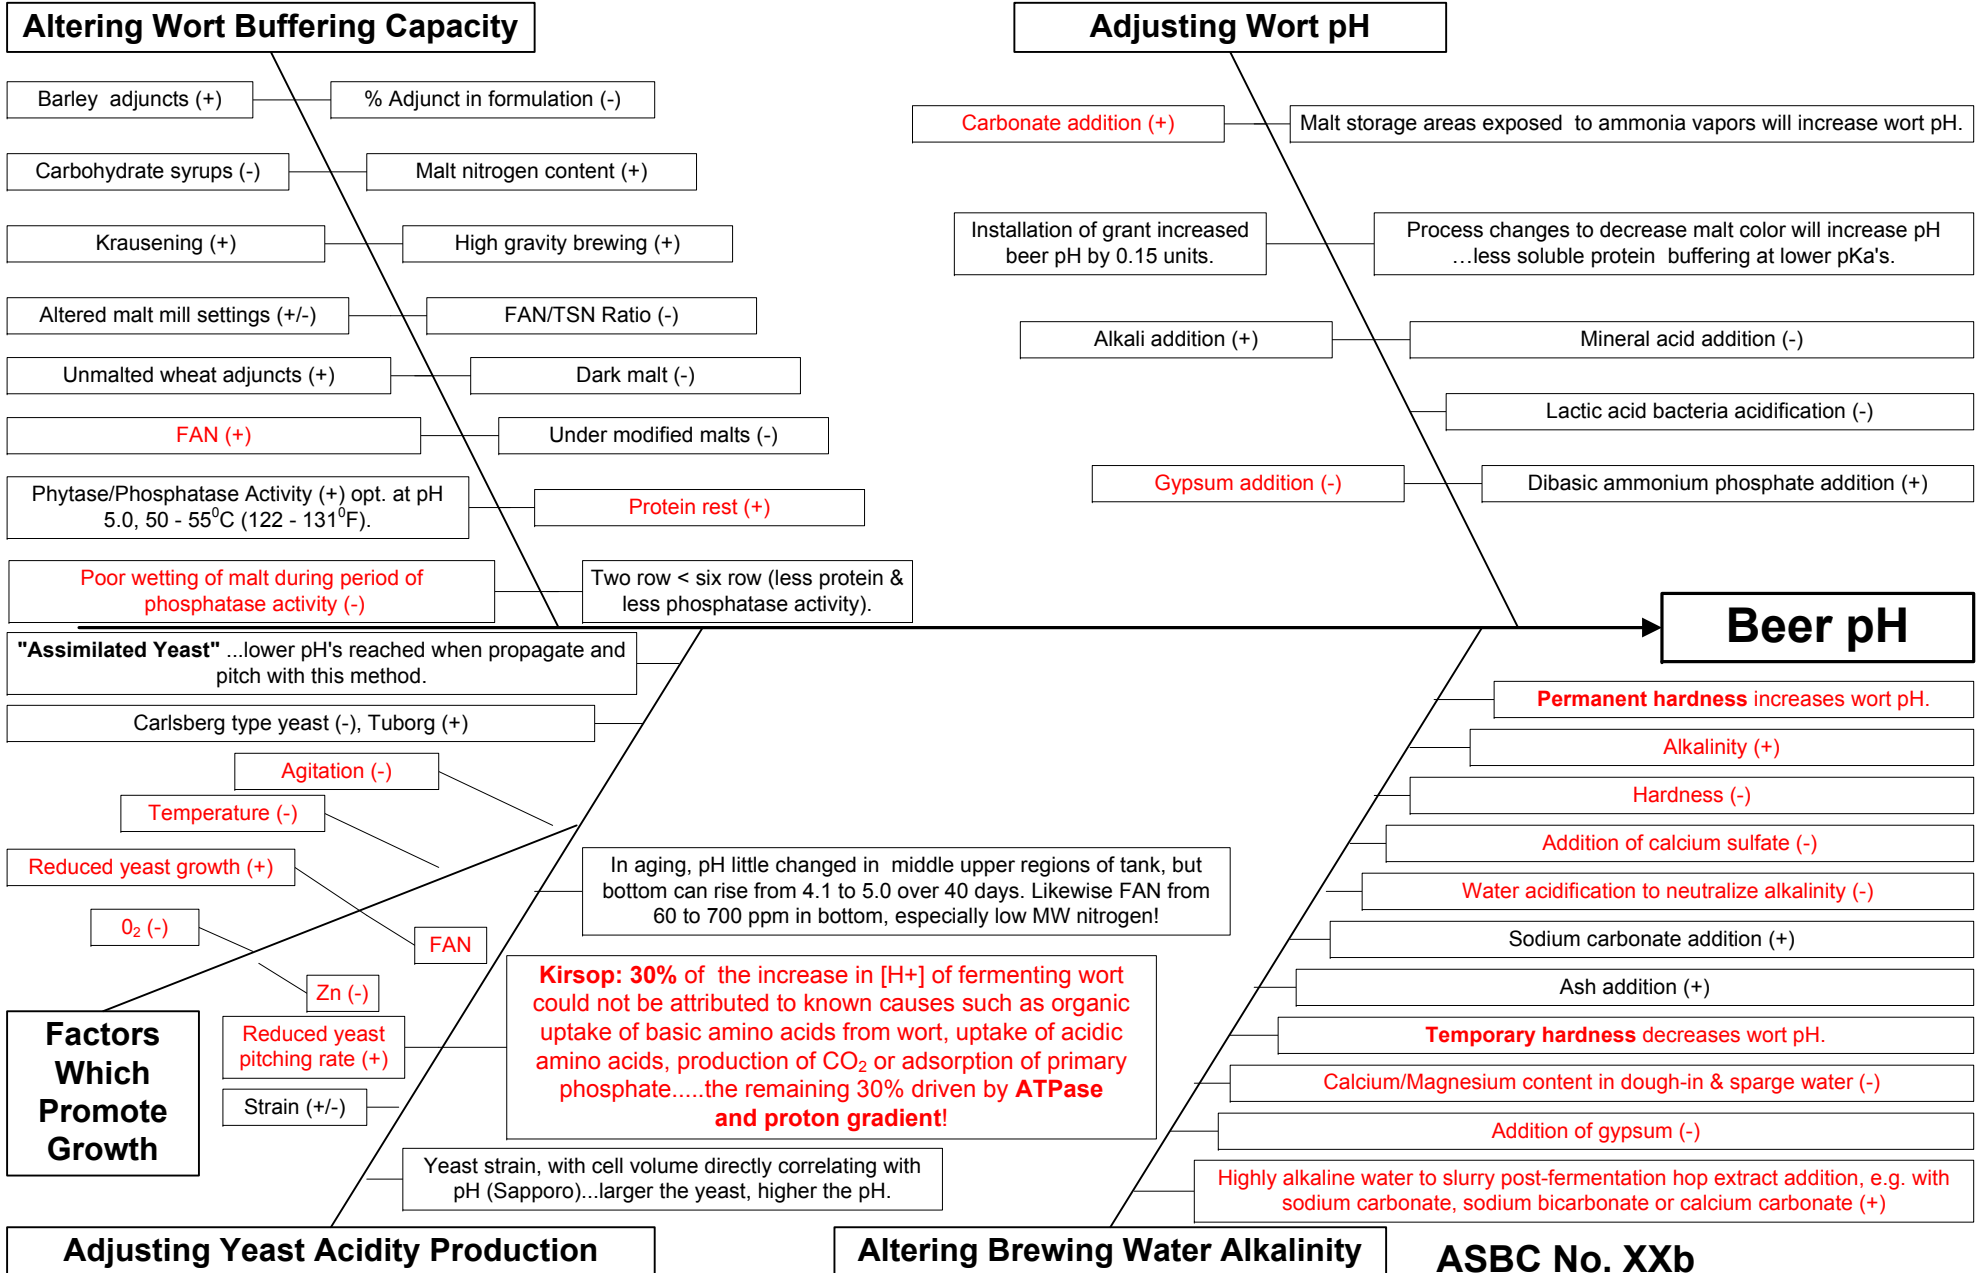 Altering Wort Buffering Capacity
Barley adjuncts (+)
% Adjunct in formulation (-)
Carbohydrate syrups (-)
Malt nitrogen content (+)
Krausening (+)
High gravity brewing (+)
Altered malt mill settings (+/-)
FAN/TSN Ratio (-)
Unmalted wheat adjuncts (+)
Dark malt (-)
FAN (+)
Under modified malts (-)
Phytase/Phosphatase Activity (+) opt. at pH
5.0, 50 - 55⁰C (122 - 131⁰F).
Protein rest (+)
Poor wetting of malt during period of
phosphatase activity (-)
Two row < six row (less protein &
less phosphatase activity).
Adjusting Wort pH
Carbonate addition (+)
Malt storage areas exposed to ammonia vapors will increase wort pH.
Installation of grant increased
beer pH by 0.15 units.
Process changes to decrease malt color will increase pH
…less soluble protein buffering at lower pKa's.
Alkali addition (+)
Mineral acid addition (-)
Lactic acid bacteria acidification (-)
Gypsum addition (-)
Dibasic ammonium phosphate addition (+)
Beer pH
"Assimilated Yeast" ...lower pH's reached when propagate and
pitch with this method.
Carlsberg type yeast (-), Tuborg (+)
Agitation (-)
Temperature (-)
Reduced yeast growth (+)
0₂ (-)
FAN
Zn (-)
Factors
Which
Promote
Growth
Reduced yeast
pitching rate (+)
Strain (+/-)
In aging, pH little changed in middle upper regions of tank, but
bottom can rise from 4.1 to 5.0 over 40 days. Likewise FAN from
60 to 700 ppm in bottom, especially low MW nitrogen!
Kirsop: 30% of the increase in [H+] of fermenting wort
could not be attributed to known causes such as organic
uptake of basic amino acids from wort, uptake of acidic
amino acids, production of CO₂ or adsorption of primary
phosphate.....the remaining 30% driven by ATPase
and proton gradient!
Yeast strain, with cell volume directly correlating with
pH (Sapporo)...larger the yeast, higher the pH.
Adjusting Yeast Acidity Production
Permanent hardness increases wort pH.
Alkalinity (+)
Hardness (-)
Addition of calcium sulfate (-)
Water acidification to neutralize alkalinity (-)
Sodium carbonate addition (+)
Ash addition (+)
Temporary hardness decreases wort pH.
Calcium/Magnesium content in dough-in & sparge water (-)
Addition of gypsum (-)
Highly alkaline water to slurry post-fermentation hop extract addition, e.g. with
sodium carbonate, sodium bicarbonate or calcium carbonate (+)
Altering Brewing Water Alkalinity
ASBC No. XXb